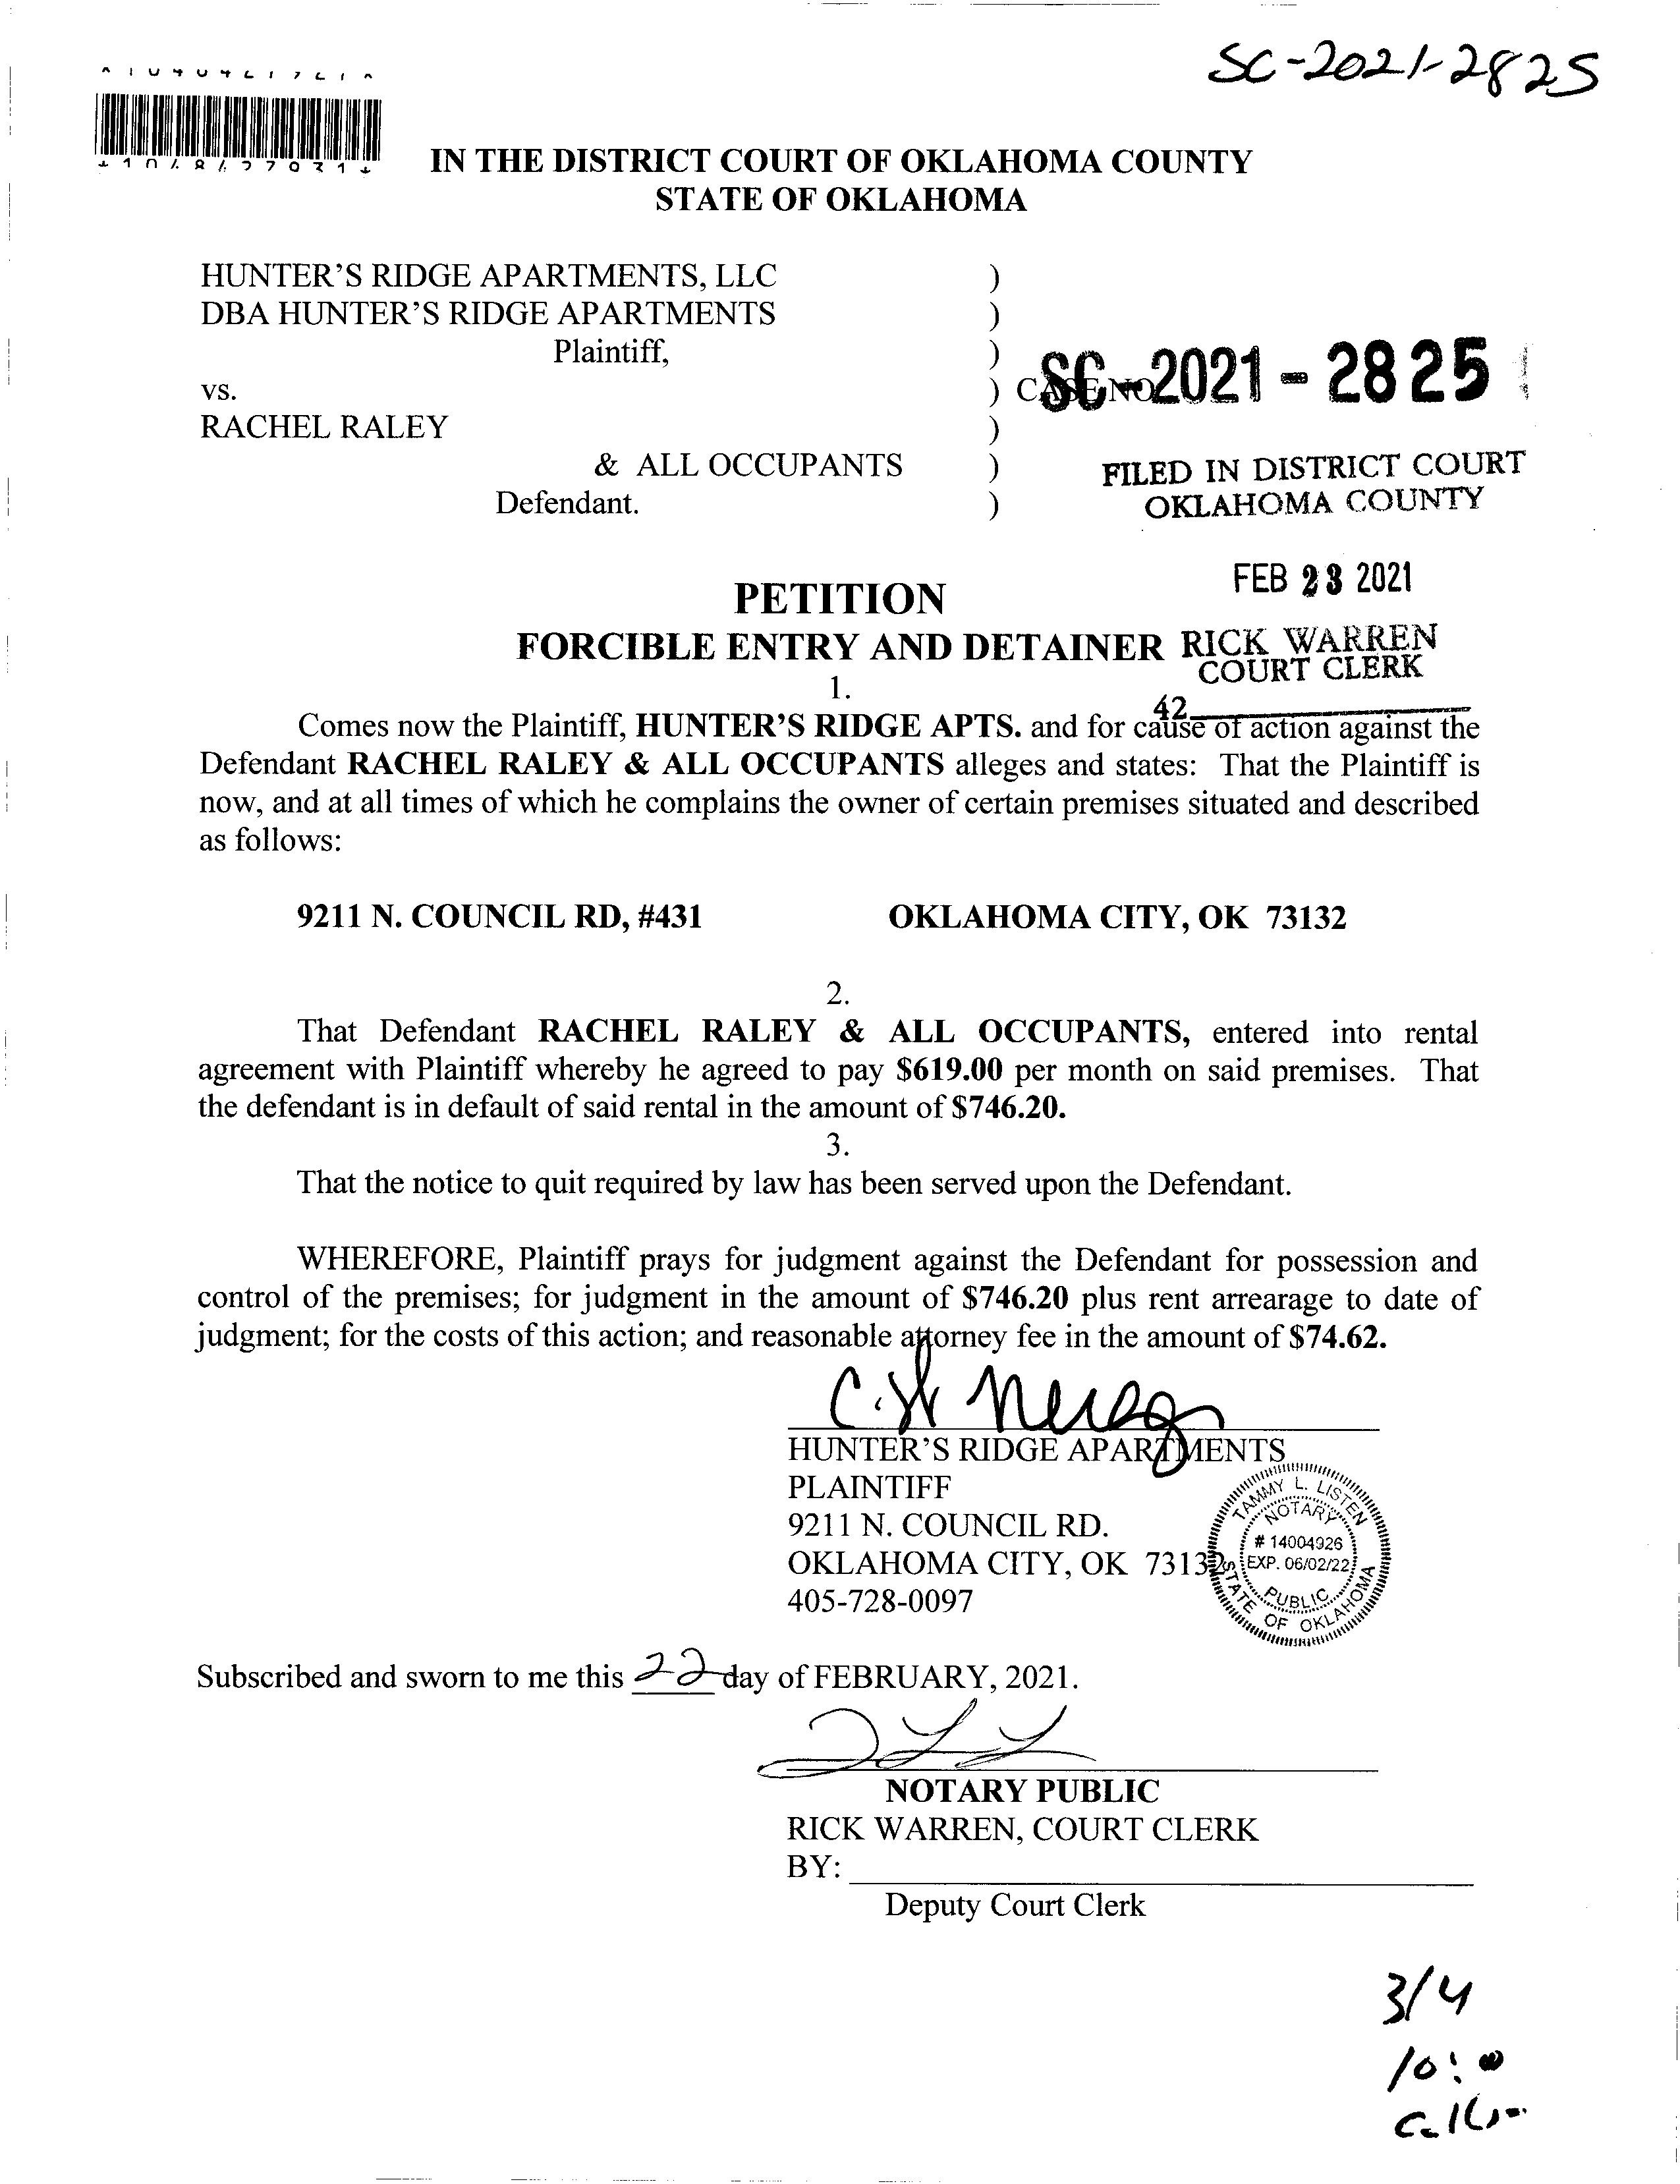 SC-2021-2825
IN THE DISTRICT COURT OF OKLAHOMA COUNTY
STATE OF OKLAHOMA
HUNTER'S RIDGE APARTMENTS, LLC )
DBA HUNTER'S RIDGE APARTMENTS )
Plaintiff, )
vs. ) CASE NO SC-2021-2825
RACHEL RALEY )
& ALL OCCUPANTS )
Defendant. )
FILED IN DISTRICT COURT
OKLAHOMA COUNTY
FEB 23 2021
RICK WARREN
COURT CLERK
42
PETITION
FORCIBLE ENTRY AND DETAINER
1.
Comes now the Plaintiff, HUNTER'S RIDGE APTS. and for cause of action against the
Defendant RACHEL RALEY & ALL OCCUPANTS alleges and states: That the Plaintiff is
now, and at all times of which he complains the owner of certain premises situated and described
as follows:
9211 N. COUNCIL RD, #431 OKLAHOMA CITY, OK 73132
2.
That Defendant RACHEL RALEY & ALL OCCUPANTS, entered into rental
agreement with Plaintiff whereby he agreed to pay $619.00 per month on said premises. That
the defendant is in default of said rental in the amount of $746.20.
3.
That the notice to quit required by law has been served upon the Defendant.
WHEREFORE, Plaintiff prays for judgment against the Defendant for possession and
control of the premises; for judgment in the amount of $746.20 plus rent arrearage to date of
judgment; for the costs of this action; and reasonable attorney fee in the amount of $74.62.
HUNTER'S RIDGE APARTMENTS
PLAINTIFF
9211 N. COUNCIL RD.
OKLAHOMA CITY, OK 73132
405-728-0097
TAMMY L. LISTEN
NOTARY
# 14004926
EXP. 06/02/22
PUBLIC
STATE OF OKLAHOMA
Subscribed and sworn to me this 22 day of FEBRUARY, 2021.
NOTARY PUBLIC
RICK WARREN, COURT CLERK
BY:
Deputy Court Clerk
3/4
10:00